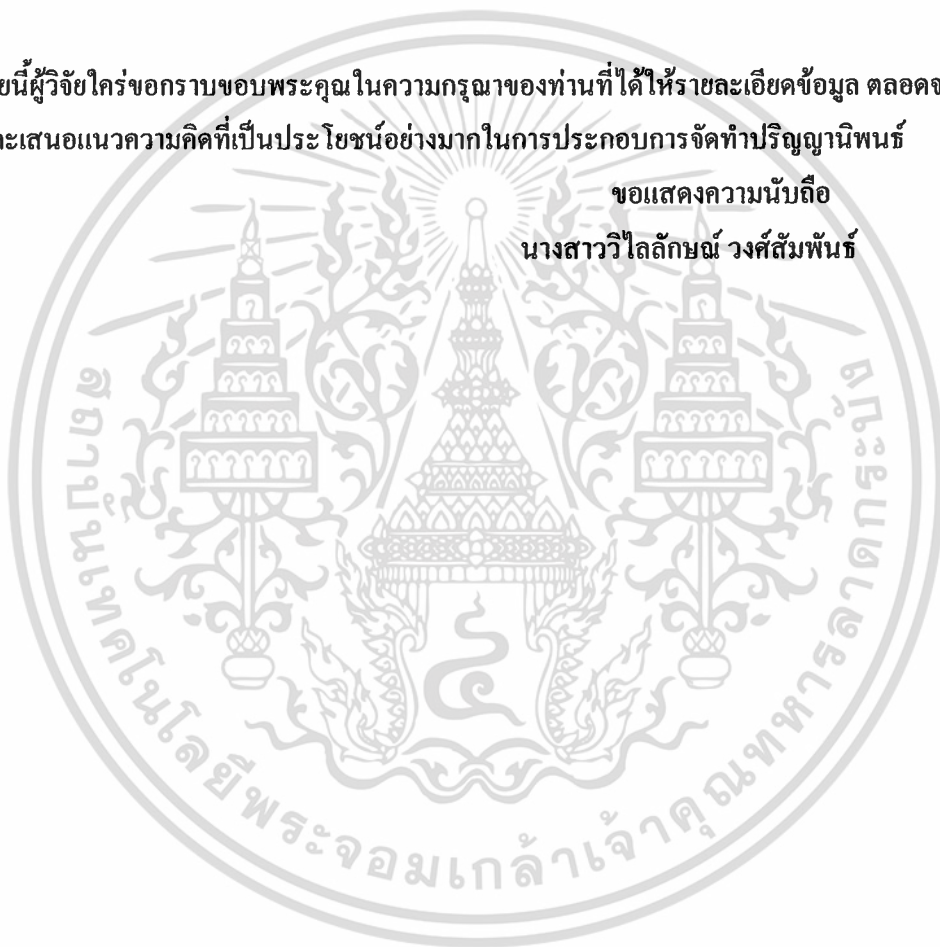 ยนี้ผู้วิจัยใคร่ขอกราบขอบพระคุณในความกรุณาของท่านที่ได้ให้รายละเอียดข้อมูล ตลอดจ
ะเสนอแนวความคิดที่เป็นประโยชน์อย่างมากในการประกอบการจัดทำปริญญานิพนธ์
ขอแสดงความนับถือ
นางสาววิไลลักษณ์ วงศ์สัมพันธ์
สถาบันเทคโนโลยีพระจอมเกล้าเจ้าคุณทหารลาดกระบัง
๔